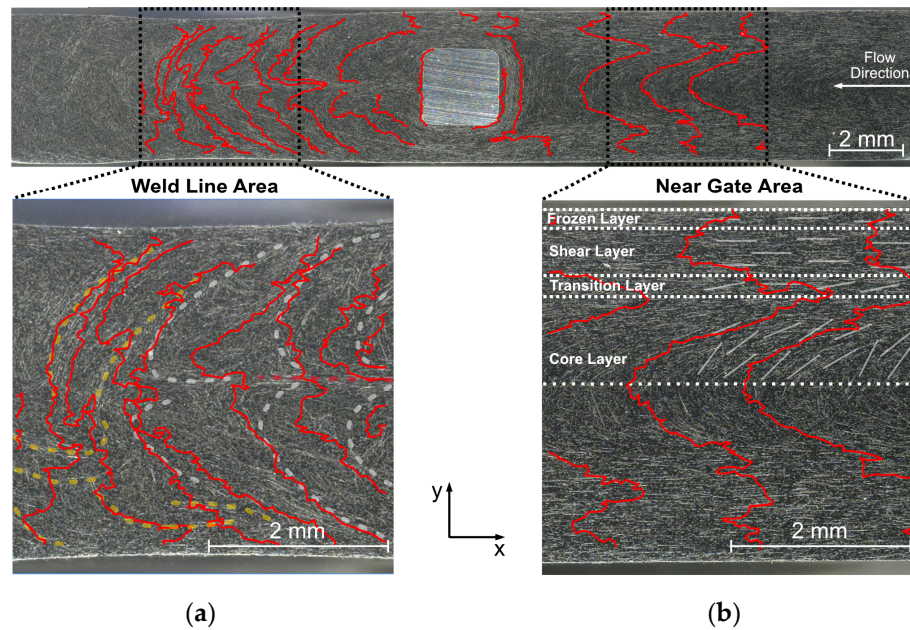 Flow
Direction
2 mm
Weld Line Area
Near Gate Area
Frozen Layer
Shear Layer
Transition Layer
Core Layer
y
x
2 mm
2 mm
(a)
(b)